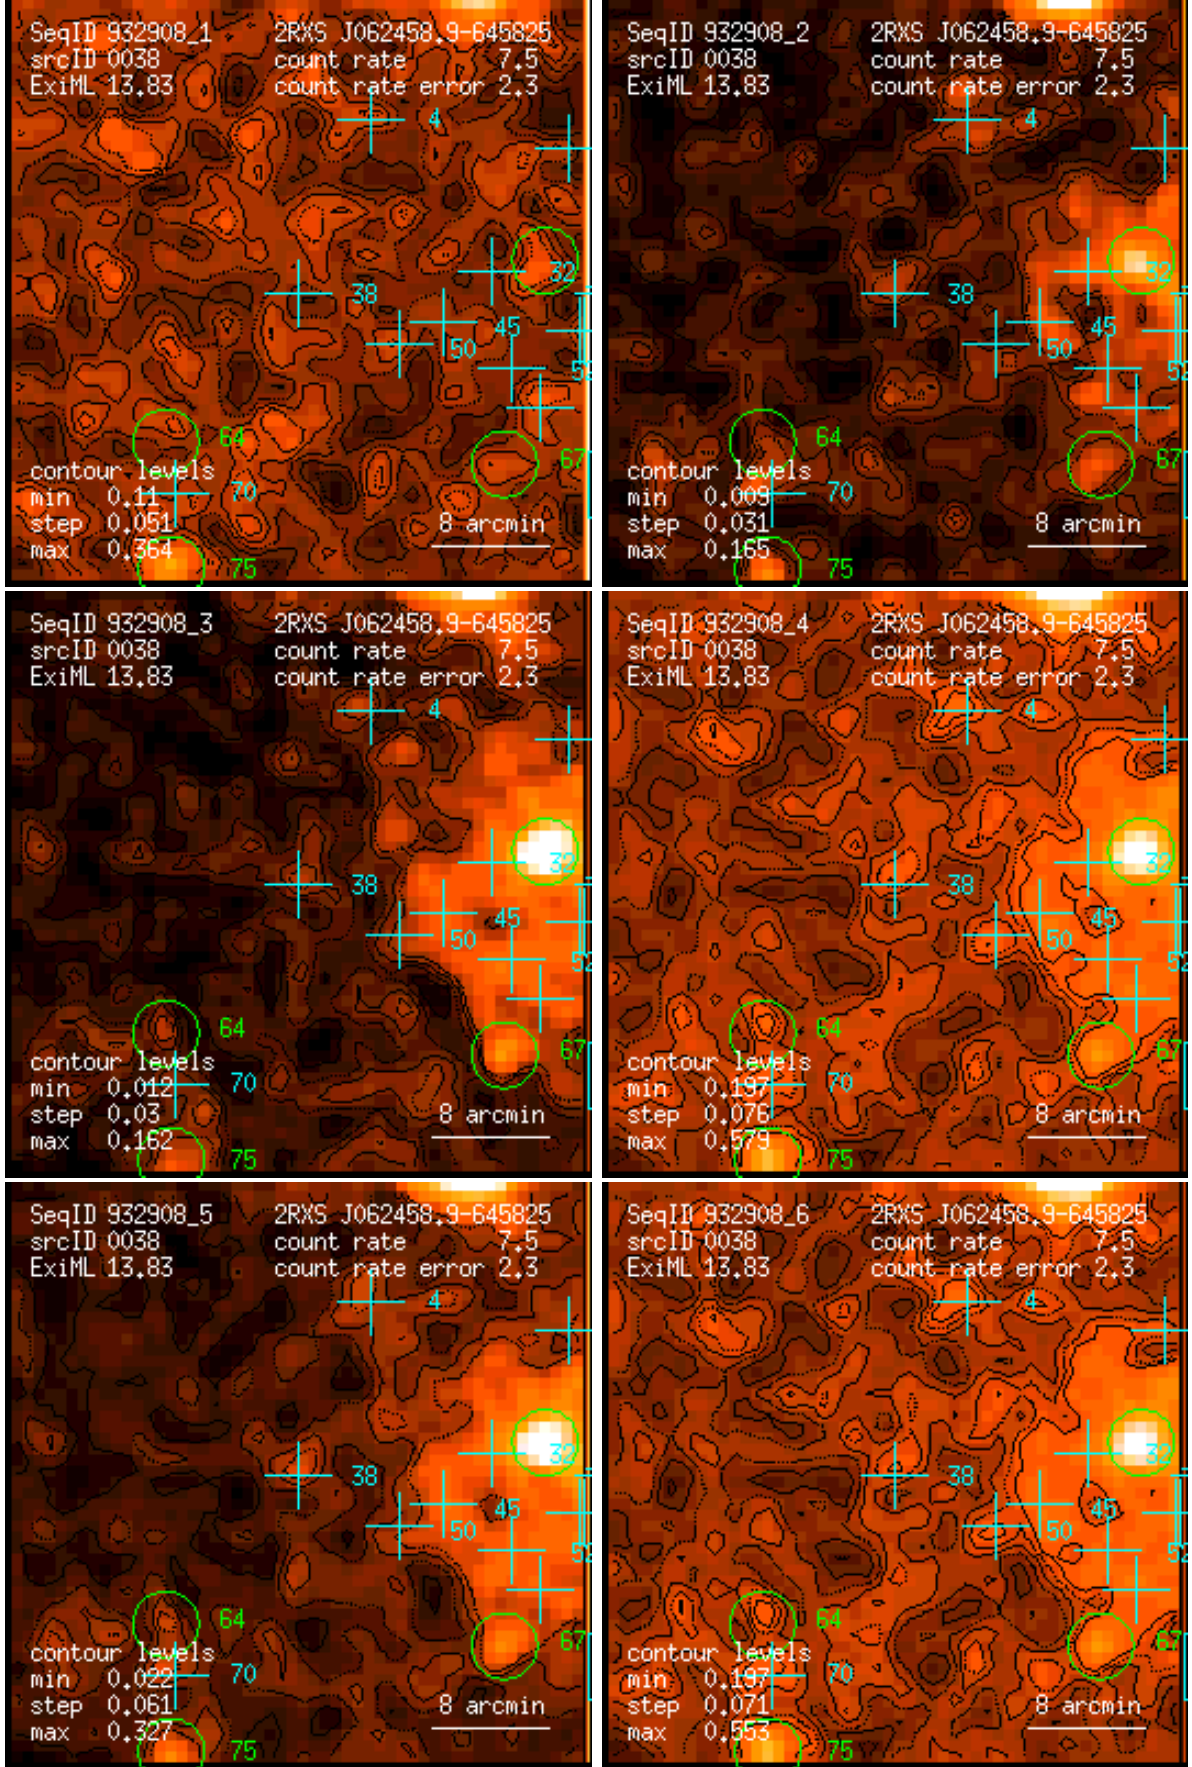 SeqID 932908_1 2RXS J062458.9-645825
srcID 0038 count rate 7.5
ExiML 13.83 count rate error 2.3
4
32
38
45
50
52
64
67
contour levels
min 0.11
70
step 0.051
8 arcmin
max 0.364
75
SeqID 932908_2 2RXS J062458.9-645825
srcID 0038 count rate 7.5
ExiML 13.83 count rate error 2.3
4
32
38
45
50
52
64
67
contour levels
min 0.009
70
step 0.031
8 arcmin
max 0.165
75
SeqID 932908_3 2RXS J062458.9-645825
srcID 0038 count rate 7.5
ExiML 13.83 count rate error 2.3
4
32
38
45
50
52
64
67
contour levels
min 0.012
70
step 0.03
8 arcmin
max 0.162
75
SeqID 932908_4 2RXS J062458.9-645825
srcID 0038 count rate 7.5
ExiML 13.83 count rate error 2.3
4
32
38
45
50
52
64
67
contour levels
min 0.197
70
step 0.076
8 arcmin
max 0.579
75
SeqID 932908_5 2RXS J062458.9-645825
srcID 0038 count rate 7.5
ExiML 13.83 count rate error 2.3
4
32
38
45
50
52
64
67
contour levels
min 0.022
70
step 0.061
8 arcmin
max 0.327
75
SeqID 932908_6 2RXS J062458.9-645825
srcID 0038 count rate 7.5
ExiML 13.83 count rate error 2.3
4
32
38
45
50
52
64
67
contour levels
min 0.197
70
step 0.071
8 arcmin
max 0.553
75